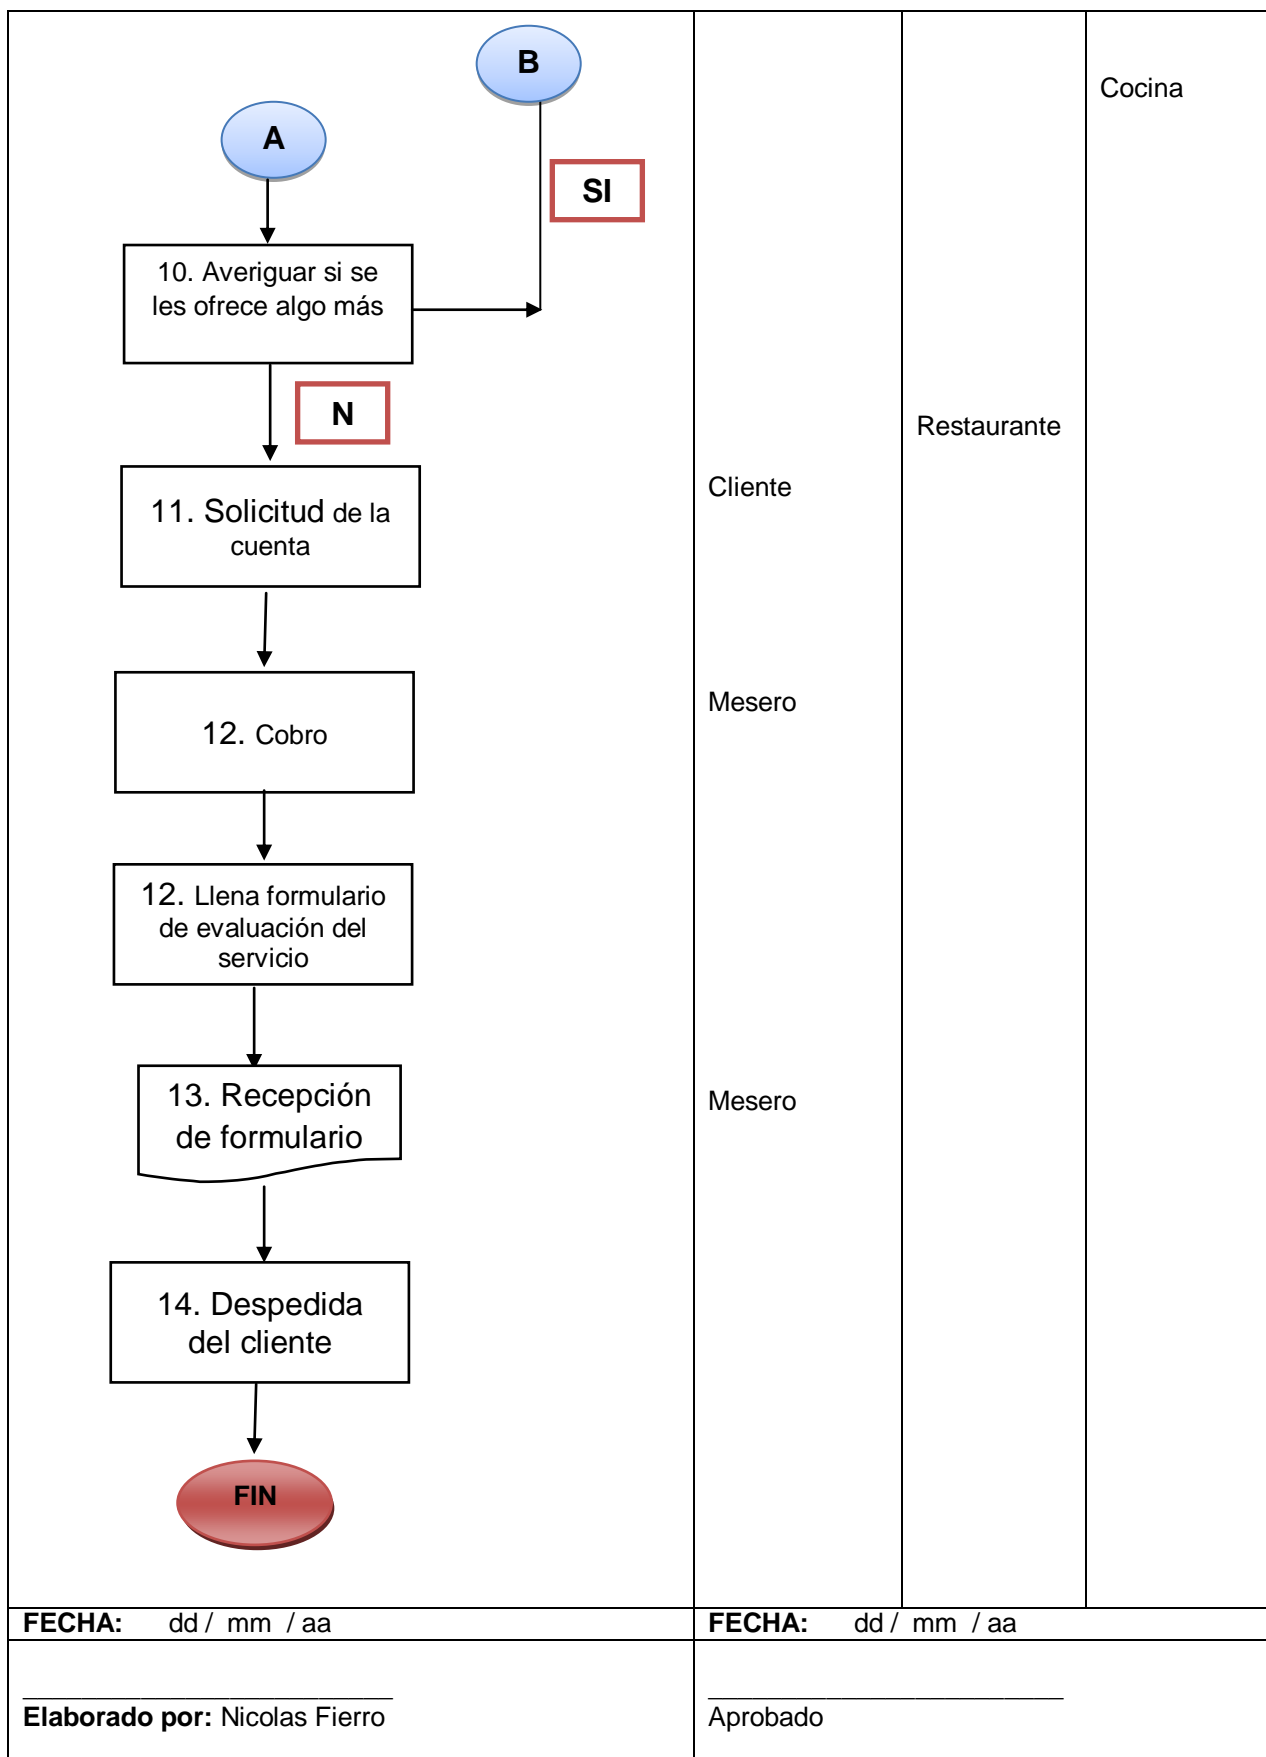 B
Cocina
A
SI
10. Averiguar si se
les ofrece algo más
N
Restaurante
Cliente
11. Solicitud de la
cuenta
Mesero
12. Cobro
12. Llena formulario
de evaluación del
servicio
13. Recepción
de formulario
Mesero
14. Despedida
del cliente
FIN
FECHA: dd / mm / aa
FECHA: dd / mm / aa
Elaborado por: Nicolas Fierro
Aprobado